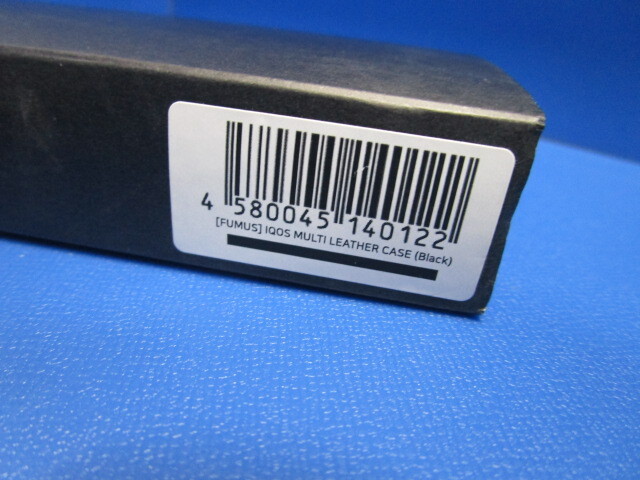 4 580045 140122
[FUMUS] IQOS MULTI LEATHER CASE (Black)